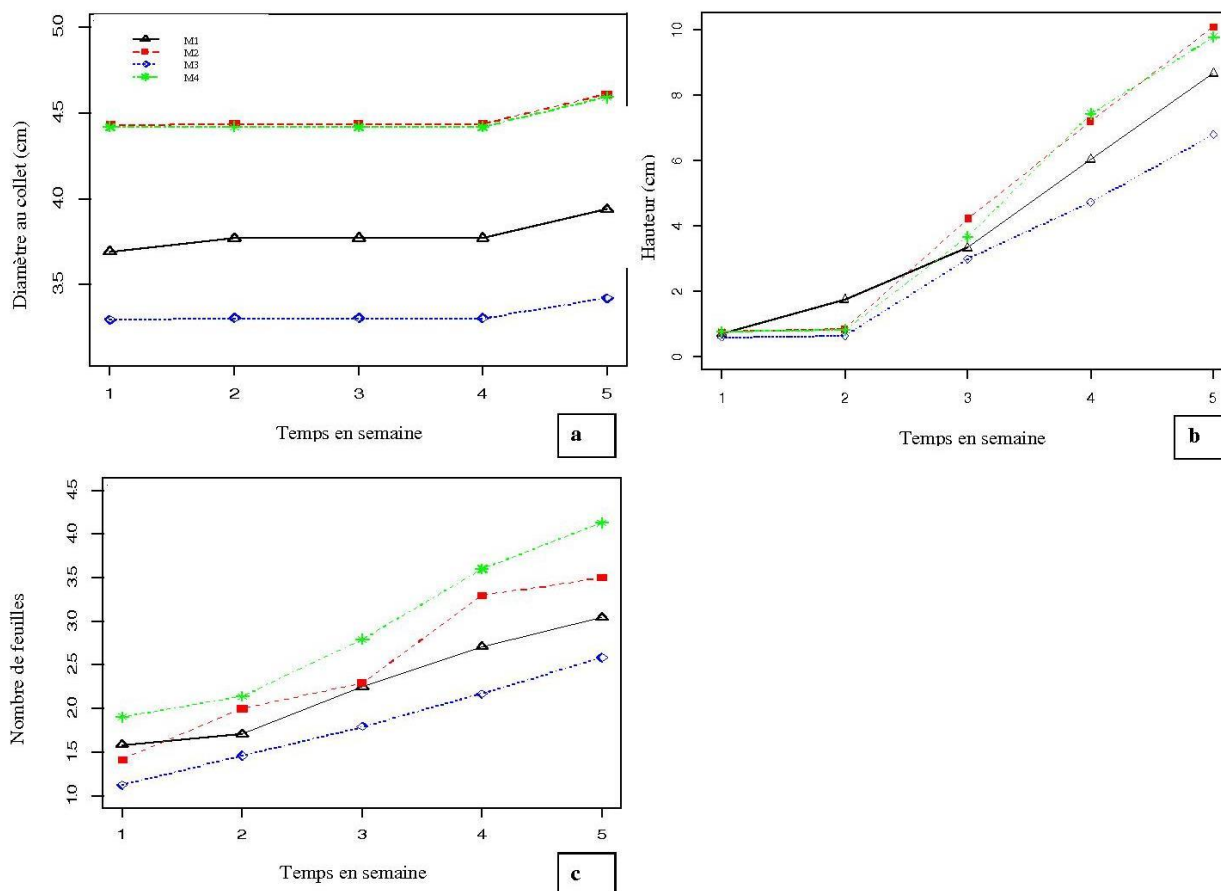 Diamètre au collet (cm)
5.0
4.5
4.0
3.5
M1
M2
M3
M4
1 2 3 4 5
Temps en semaine
a
Hauteur (cm)
10
8
6
4
2
0
1 2 3 4 5
Temps en semaine
b
Nombre de feuilles
4.5
4.0
3.5
3.0
2.5
2.0
1.5
1.0
1 2 3 4 5
Temps en semaine
c